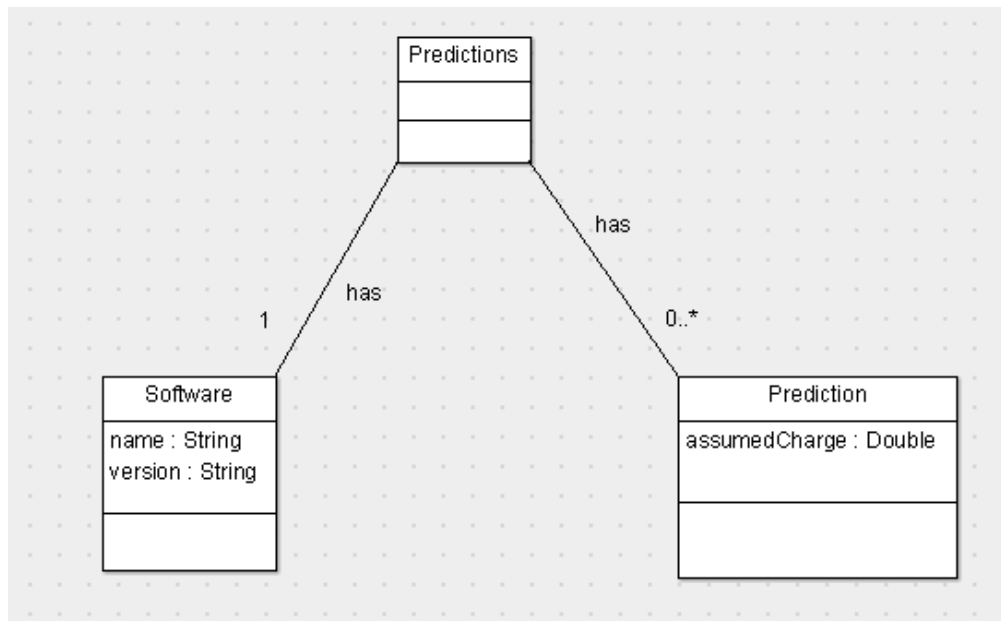 Predictions
has
has
1
0..*
Software
name : String
version : String
Prediction
assumedCharge : Double